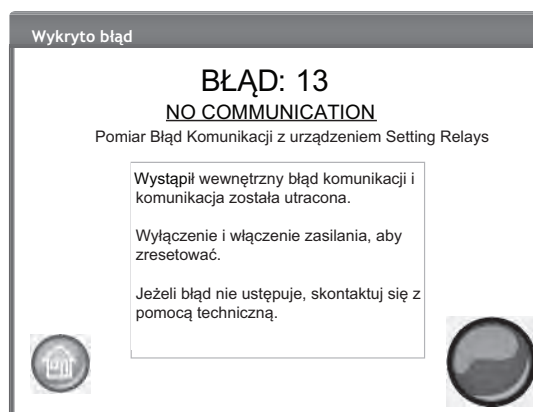 Wykryto błąd
BŁĄD: 13
NO COMMUNICATION
Pomiar Błąd Komunikacji z urządzeniem Setting Relays
Wystąpił wewnętrzny błąd komunikacji i
komunikacja została utracona.
Wyłączenie i włączenie zasilania, aby
zresetować.
Jeżeli błąd nie ustępuje, skontaktuj się z
pomocą techniczną.